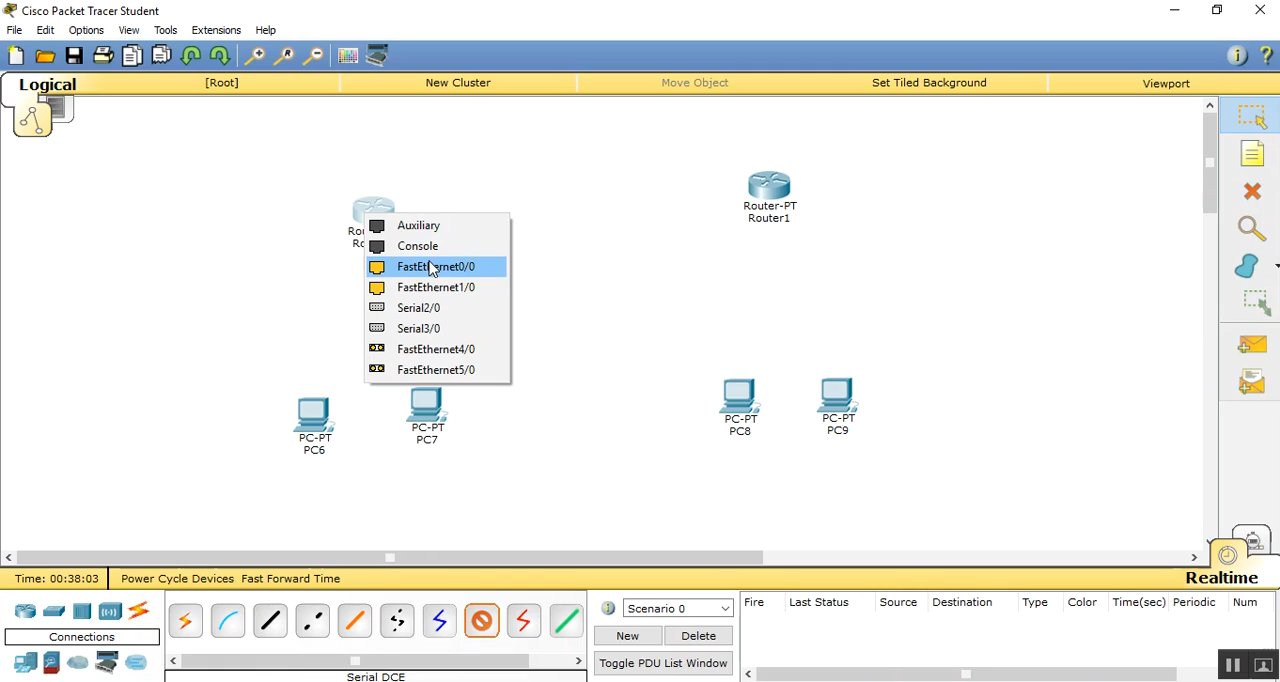 Cisco Packet Tracer Student
File Edit Options View Tools Extensions Help
Logical [Root] New Cluster Move Object Set Tiled Background Viewport
Router-PT
Router1
Auxiliary
Console
FastEthernet0/0
FastEthernet1/0
Serial2/0
Serial3/0
FastEthernet4/0
FastEthernet5/0
PC-PT
PC6
PC-PT
PC7
PC-PT
PC8
PC-PT
PC9
Time: 00:38:03 Power Cycle Devices Fast Forward Time
Realtime
Connections
Serial DCE
Scenario 0
New Delete
Toggle PDU List Window
Fire Last Status Source Destination Type Color Time(sec) Periodic Num